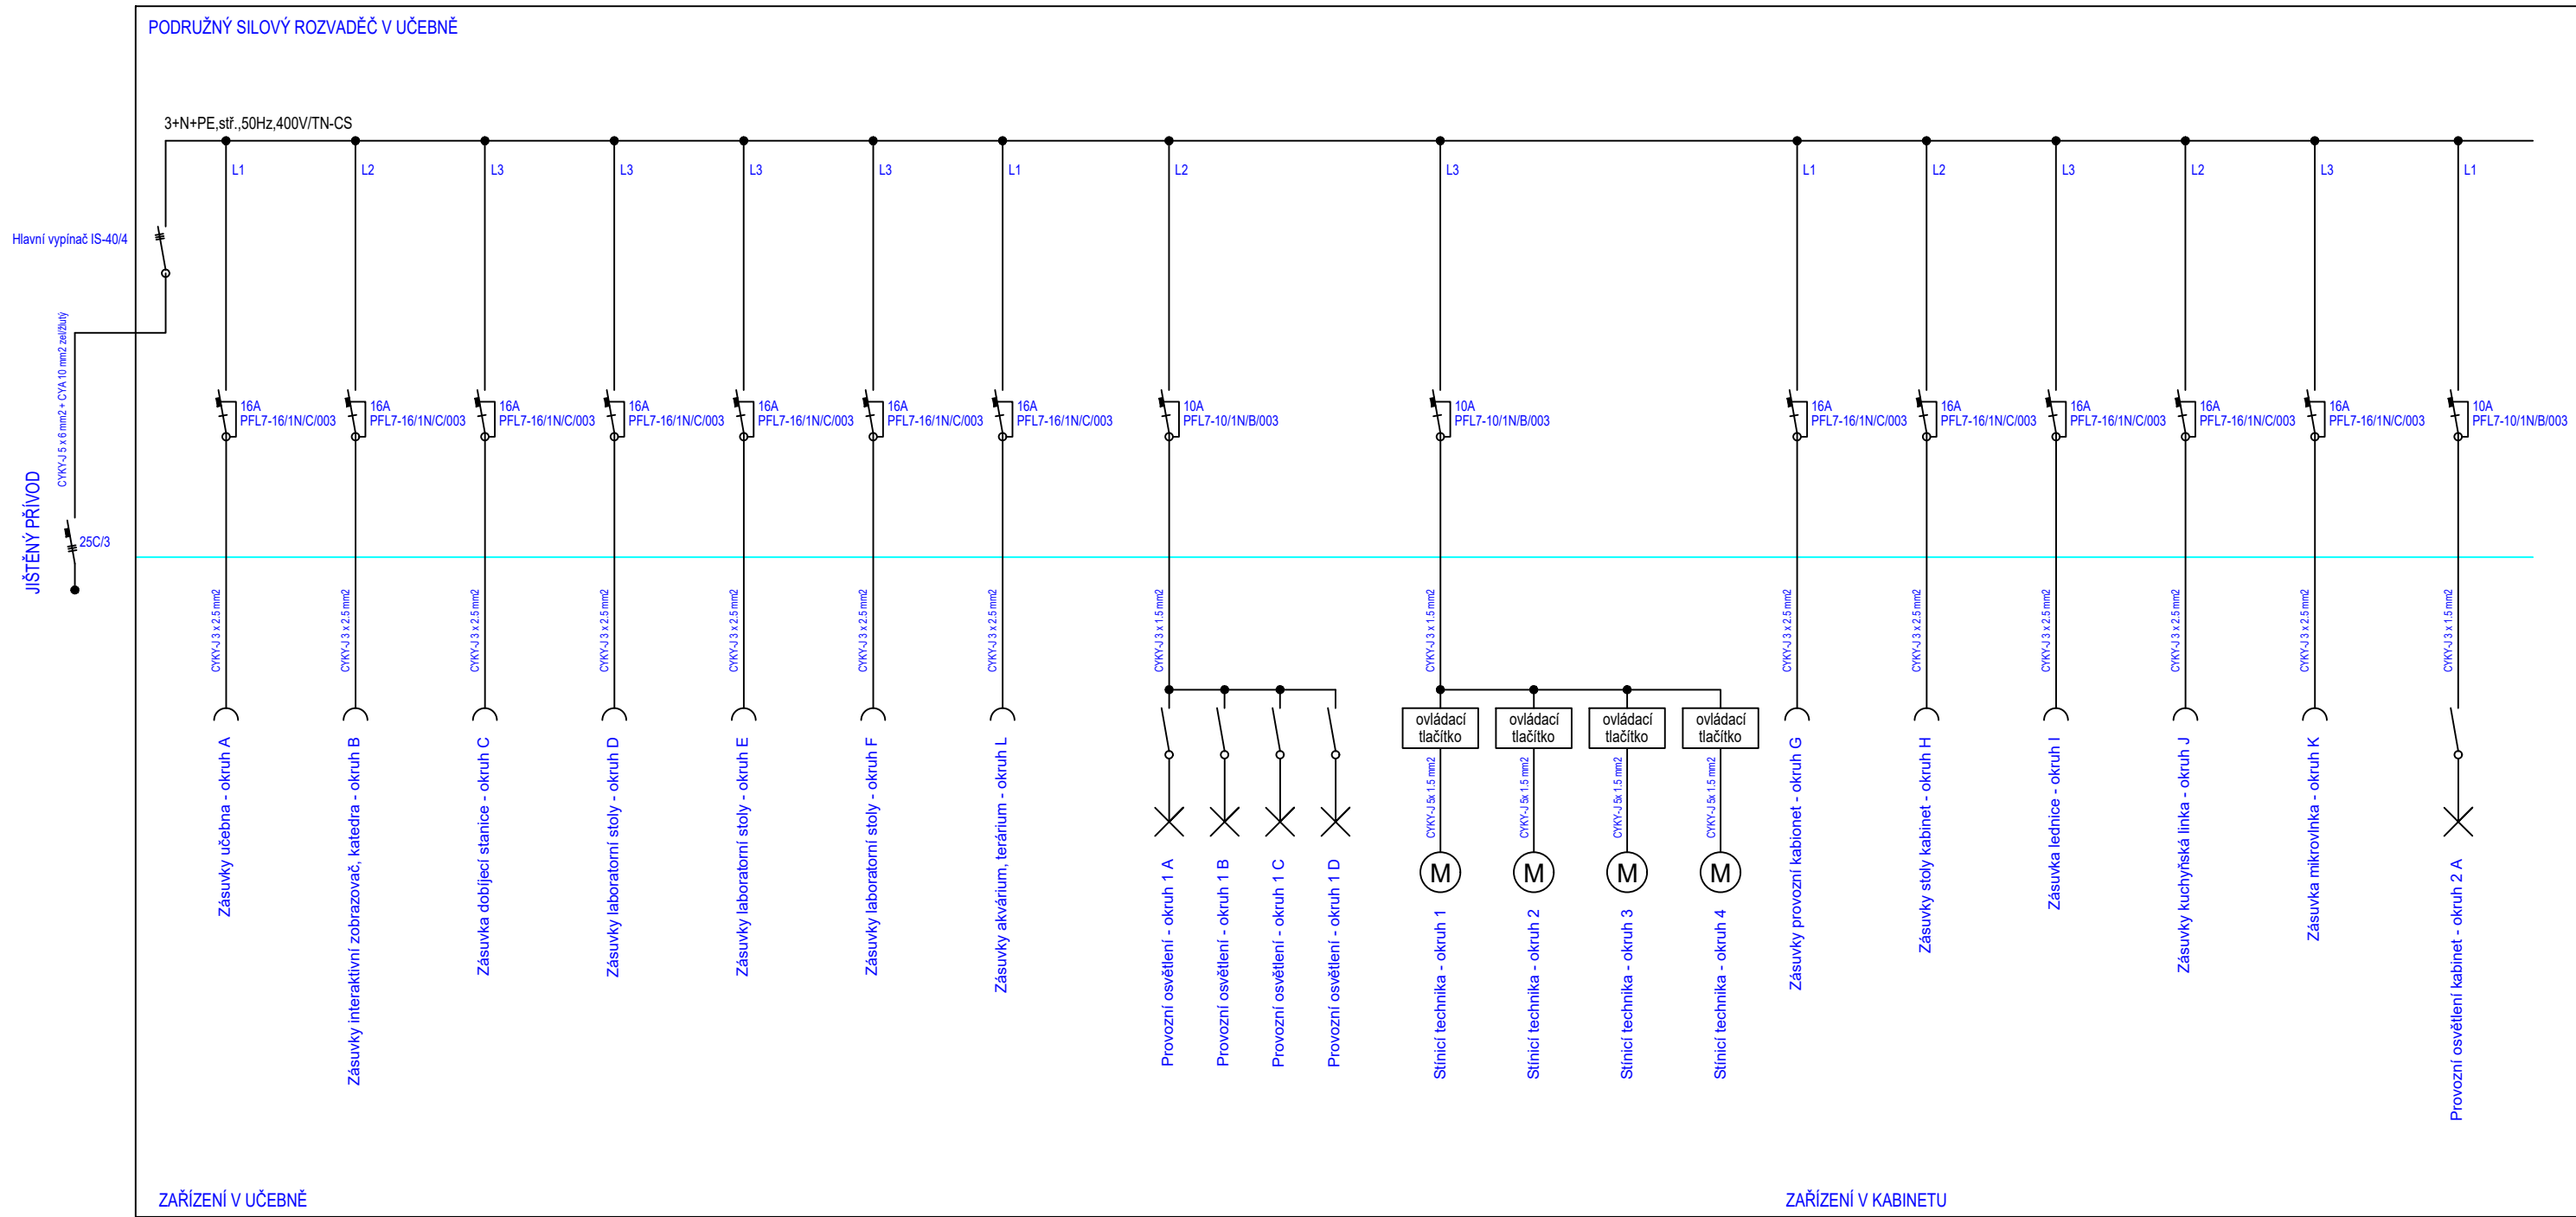 PODRUŽNÝ SILOVÝ ROZVADĚČ V UČEBNĚ
3+N+PE,stř.,50Hz,400V/TN-CS
L1
L2
L3
L3
L3
L3
L1
L2
L3
L1
L2
L3
L2
L3
L1
Hlavní vypínač IS-40/4
CYKY-J 5 x 6 mm2 + CYA 10 mm2 zel/žlutý
JIŠTĚNÝ PŘÍVOD
25C/3
16A
PFL7-16/1N/C/003
16A
PFL7-16/1N/C/003
16A
PFL7-16/1N/C/003
16A
PFL7-16/1N/C/003
16A
PFL7-16/1N/C/003
16A
PFL7-16/1N/C/003
16A
PFL7-16/1N/C/003
10A
PFL7-10/1N/B/003
10A
PFL7-10/1N/B/003
16A
PFL7-16/1N/C/003
16A
PFL7-16/1N/C/003
16A
PFL7-16/1N/C/003
16A
PFL7-16/1N/C/003
16A
PFL7-16/1N/C/003
10A
PFL7-10/1N/B/003
CYKY-J 3 x 2.5 mm2
CYKY-J 3 x 2.5 mm2
CYKY-J 3 x 2.5 mm2
CYKY-J 3 x 2.5 mm2
CYKY-J 3 x 2.5 mm2
CYKY-J 3 x 2.5 mm2
CYKY-J 3 x 2.5 mm2
CYKY-J 3 x 1.5 mm2
CYKY-J 3 x 1.5 mm2
CYKY-J 3 x 2.5 mm2
CYKY-J 3 x 2.5 mm2
CYKY-J 3 x 2.5 mm2
CYKY-J 3 x 2.5 mm2
CYKY-J 3 x 2.5 mm2
CYKY-J 3 x 1.5 mm2
ovládací
tlačítko
ovládací
tlačítko
ovládací
tlačítko
ovládací
tlačítko
CYKY-J 5x 1.5 mm2
CYKY-J 5x 1.5 mm2
CYKY-J 5x 1.5 mm2
CYKY-J 5x 1.5 mm2
M
M
M
M
Zásuvky učebna - okruh A
Zásuvky interaktivní zobrazovač, katedra - okruh B
Zásuvka dobíjecí stanice - okruh C
Zásuvky laboratorní stoly - okruh D
Zásuvky laboratorní stoly - okruh E
Zásuvky laboratorní stoly - okruh F
Zásuvky akvárium, terárium - okruh L
Provozní osvětlení - okruh 1 A
Provozní osvětlení - okruh 1 B
Provozní osvětlení - okruh 1 C
Provozní osvětlení - okruh 1 D
Stínicí technika - okruh 1
Stínicí technika - okruh 2
Stínicí technika - okruh 3
Stínicí technika - okruh 4
Zásuvky provozní kabionet - okruh G
Zásuvky stoly kabinet - okruh H
Zásuvka lednice - okruh I
Zásuvky kuchyňská linka - okruh J
Zásuvka mikrovlnka - okruh K
Provozní osvětlení kabinet - okruh 2 A
ZAŘÍZENÍ V UČEBNĚ
ZAŘÍZENÍ V KABINETU